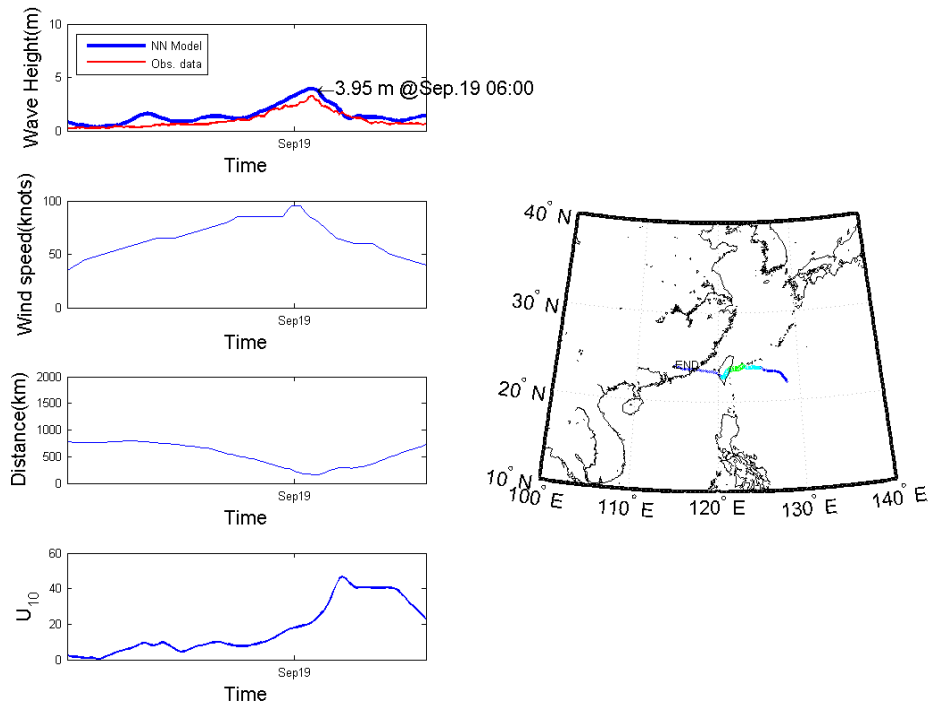 10
5
0
Wave Height(m)
NN Model
Obs. data
←3.95 m @Sep.19 06:00
Sep19
Time
100
50
0
Wind speed(knots)
Sep19
Time
2000
1500
1000
500
0
Distance(km)
Sep19
Time
60
40
20
0
U10
Sep19
Time
40° N
30° N
20° N
10° N
100° E
110° E
120° E
130° E
140° E
END